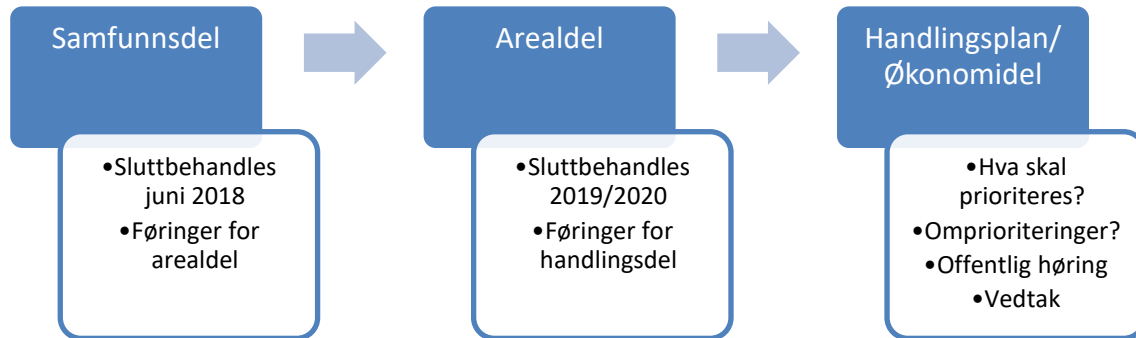 Samfunnsdel
•Sluttbehandles
juni 2018
•Føringer for
arealdel
Arealdel
•Sluttbehandles
2019/2020
•Føringer for
handlingsdel
Handlingsplan/
Økonomidel
•Hva skal
prioriteres?
•Omprioriteringer?
•Offentlig høring
•Vedtak